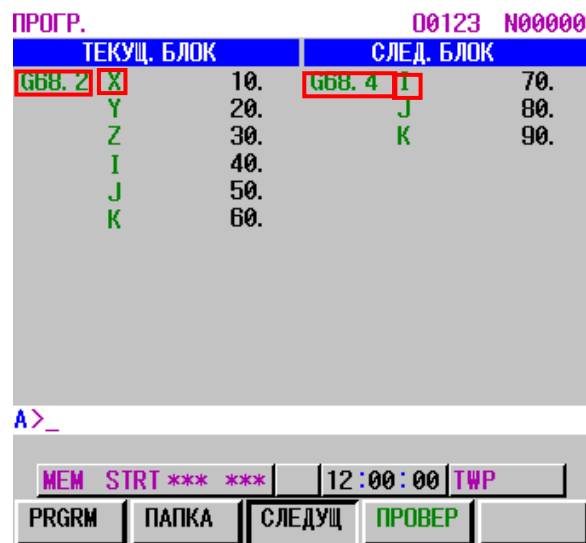 ПРОГР. O0123 N00000
ТЕКУЩ. БЛОК СЛЕД. БЛОК
G68.2 X 10. G68.4 I 70.
Y 20. J 80.
Z 30. K 90.
I 40.
J 50.
K 60.
A>_
MEM STRT *** *** 12:00:00 TWP
PRGRM ПАПКА СЛЕДУЩ ПРОВЕР